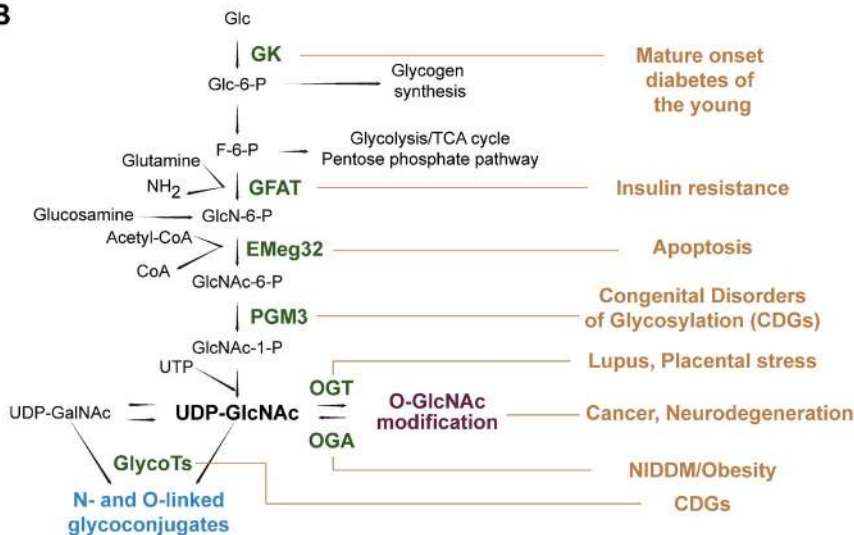 B
Glc
GK
Mature onset
diabetes of
the young
Glc-6-P
Glycogen
synthesis
F-6-P
Glycolysis/TCA cycle
Pentose phosphate pathway
Glutamine
NH2
GFAT
Insulin resistance
Glucosamine
GlcN-6-P
Acetyl-CoA
CoA
EMeg32
Apoptosis
GlcNAc-6-P
PGM3
Congenital Disorders
of Glycosylation (CDGs)
GlcNAc-1-P
UTP
OGT
Lupus, Placental stress
UDP-GalNAc
UDP-GlcNAc
O-GlcNAc
modification
Cancer, Neurodegeneration
OGA
NIDDM/Obesity
GlycoTs
CDGs
N- and O-linked
glycoconjugates